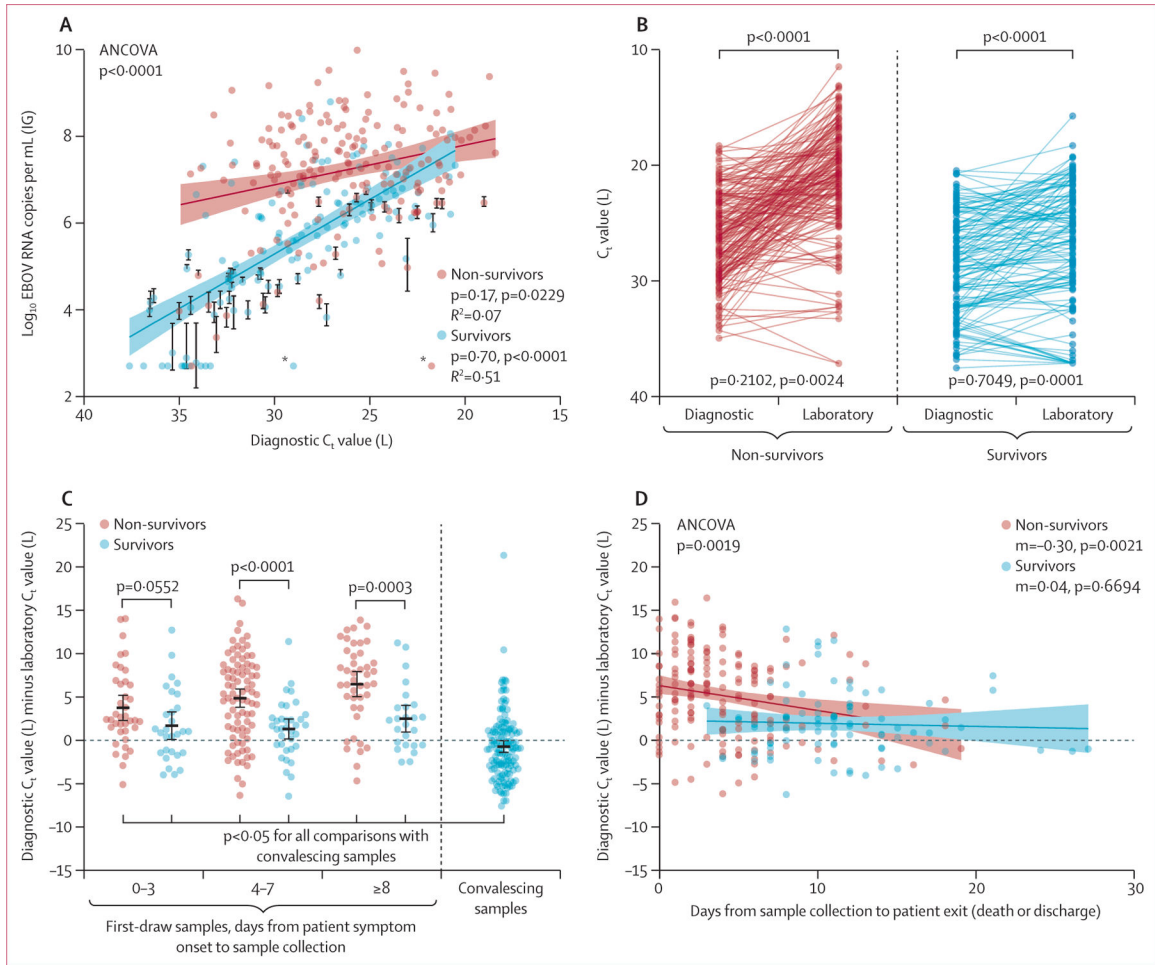 A
ANCOVA
p<0·0001
10
8
6
4
2
Log10 EBOV RNA copies per mL (IG)
40
35
30
25
20
15
Diagnostic Ct value (L)
Non-survivors
p=0·17, p=0·0229
R²=0·07
Survivors
p=0·70, p<0·0001
R²=0·51
*
*
B
10
20
30
40
Ct value (L)
p<0·0001
p<0·0001
p=0·2102, p=0·0024
p=0·7049, p=0·0001
Diagnostic
Laboratory
Diagnostic
Laboratory
Non-survivors
Survivors
C
Non-survivors
Survivors
25
20
15
10
5
0
–5
–10
–15
Diagnostic Ct value (L) minus laboratory Ct value (L)
p=0·0552
p<0·0001
p=0·0003
p<0·05 for all comparisons with
convalescing samples
0–3
4–7
≥8
Convalescing
samples
First-draw samples, days from patient symptom
onset to sample collection
D
ANCOVA
p=0·0019
Non-survivors
m=–0·30, p=0·0021
Survivors
m=0·04, p=0·6694
25
20
15
10
5
0
–5
–10
–15
Diagnostic Ct value (L) minus laboratory Ct value (L)
0
10
20
30
Days from sample collection to patient exit (death or discharge)